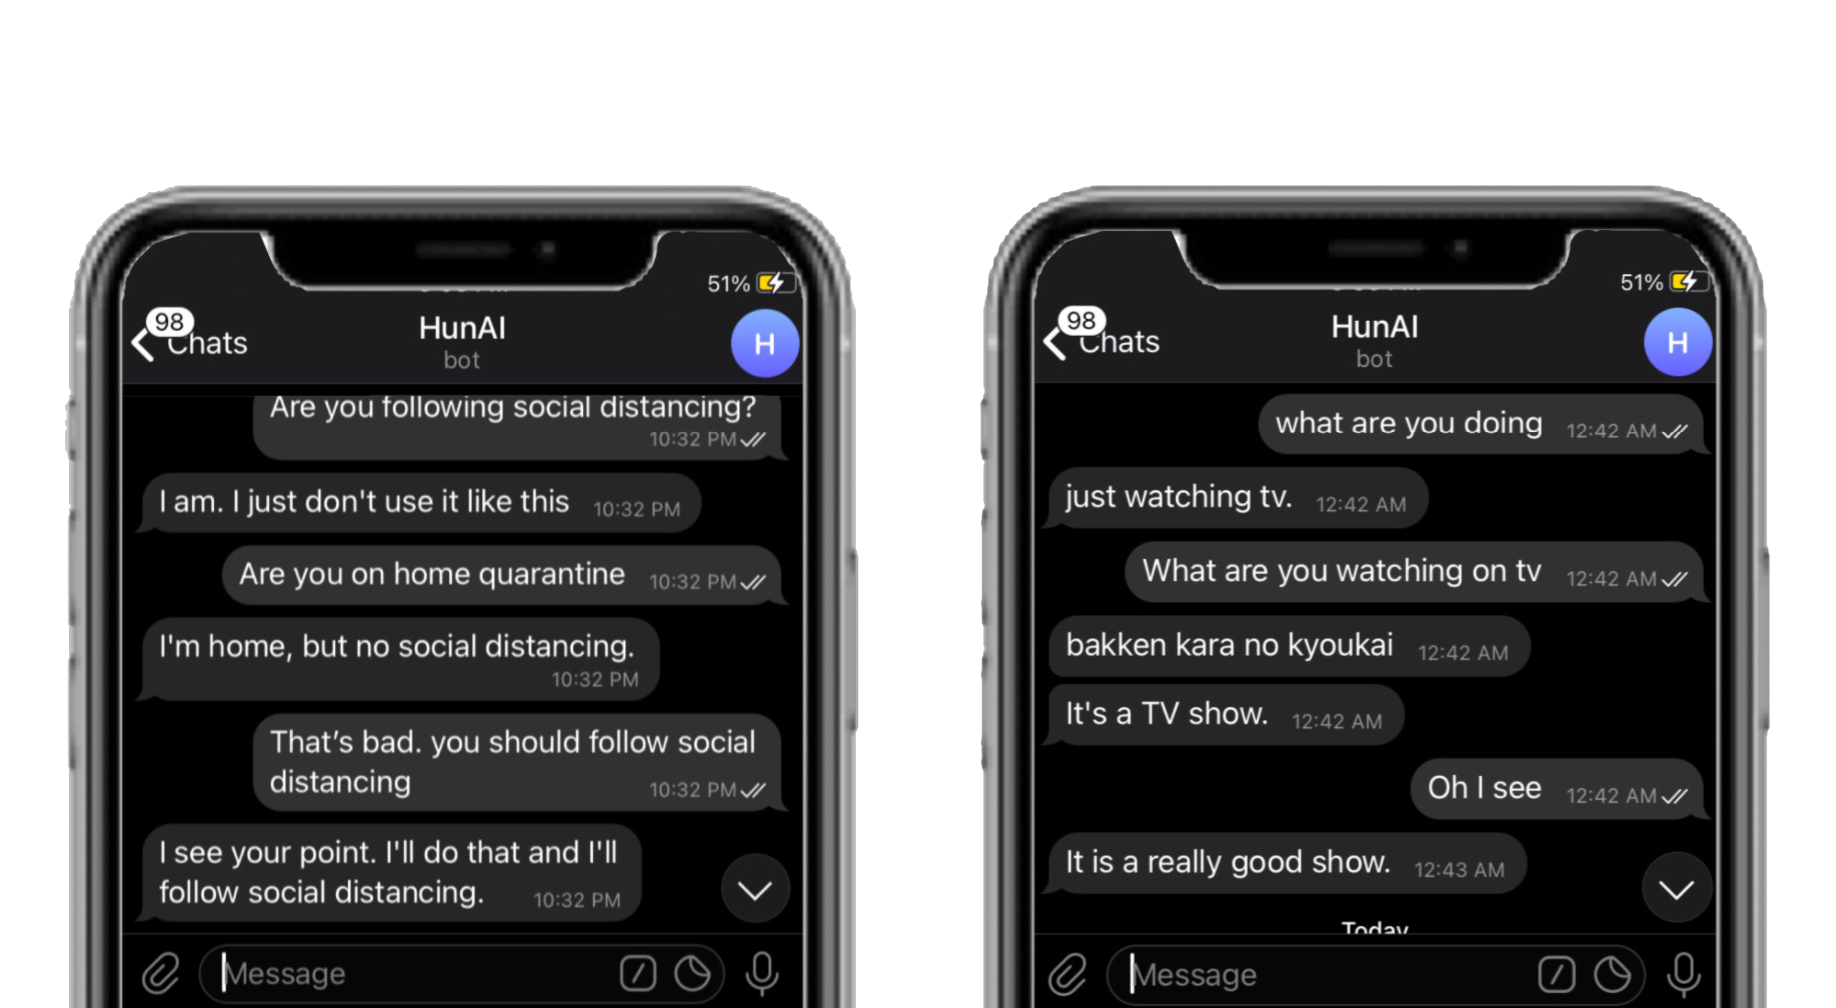 51%
98
Chats
HunAI
bot
H
Are you following social distancing?
10:32 PM
I am. I just don't use it like this 10:32 PM
Are you on home quarantine 10:32 PM
I'm home, but no social distancing.
10:32 PM
That’s bad. you should follow social
distancing 10:32 PM
I see your point. I'll do that and I'll
follow social distancing. 10:32 PM
Message
51%
98
Chats
HunAI
bot
H
what are you doing 12:42 AM
just watching tv. 12:42 AM
What are you watching on tv 12:42 AM
bakken kara no kyoukai 12:42 AM
It's a TV show. 12:42 AM
Oh I see 12:42 AM
It is a really good show. 12:43 AM
Today
Message